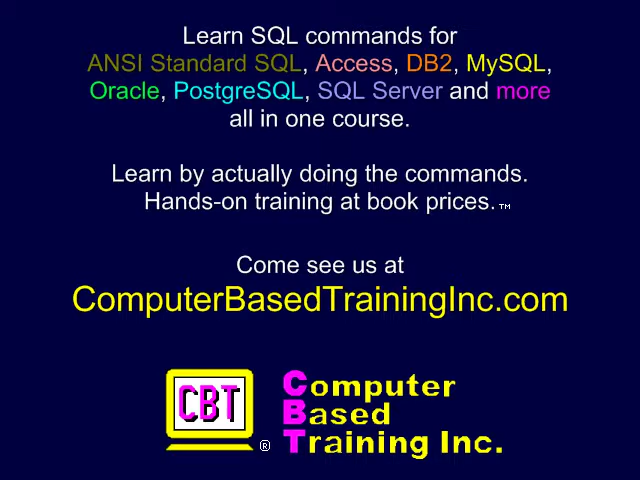 Learn SQL commands for
ANSI Standard SQL, Access, DB2, MySQL,
Oracle, PostgreSQL, SQL Server and more
all in one course.
Learn by actually doing the commands.
Hands-on training at book prices.™
Come see us at
ComputerBasedTrainingInc.com
CBT ®
Computer
Based
Training Inc.